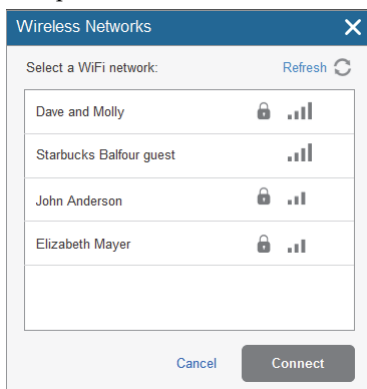 Wireless Networks
Select a WiFi network: Refresh
Dave and Molly
Starbucks Balfour guest
John Anderson
Elizabeth Mayer
Cancel Connect